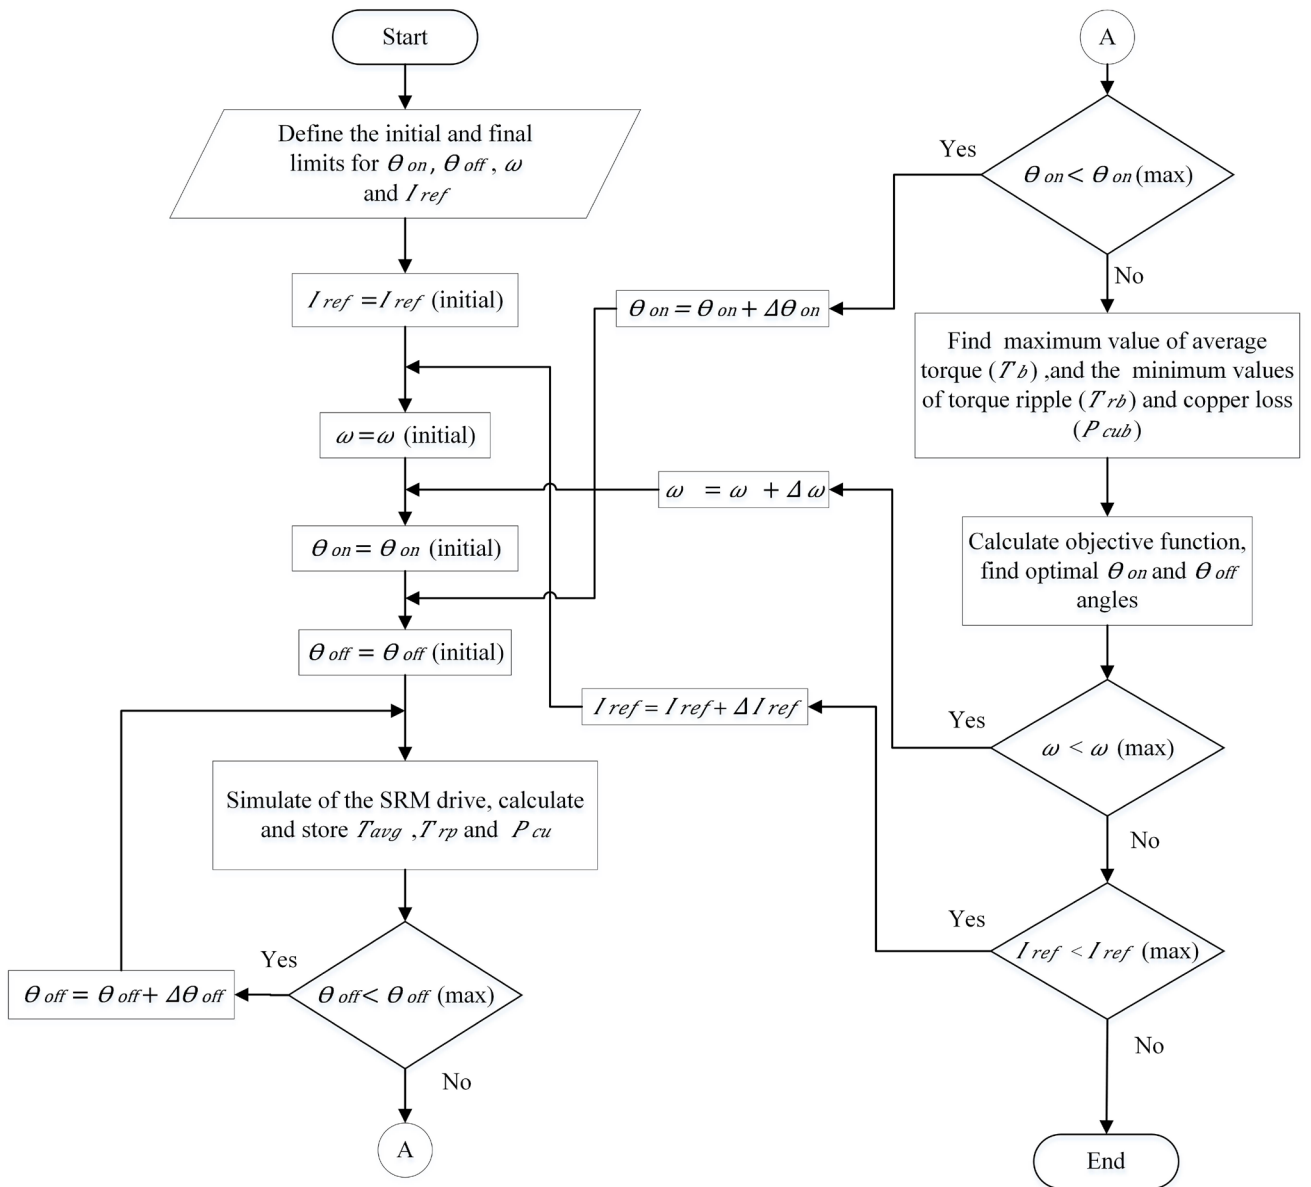 Start
Define the initial and final
limits for θ on, θ off , ω
and I ref
I ref =I ref (initial)
ω=ω (initial)
θ on= θ on (initial)
θ off = θ off (initial)
Simulate of the SRM drive, calculate
and store Tavg ,T rp and P cu
Yes
θ off< θ off (max)
θ off= θ off+ Δθ off
No
A
A
Yes
θ on< θ on (max)
No
θ on= θ on+ Δθ on
Find maximum value of average
torque (T b) ,and the minimum values
of torque ripple (T rb) and copper loss
(P cub)
ω = ω + Δ ω
Calculate objective function,
find optimal θ on and θ off
angles
Yes
ω < ω (max)
I ref = I ref+ Δ I ref
No
Yes
I ref < I ref (max)
No
End